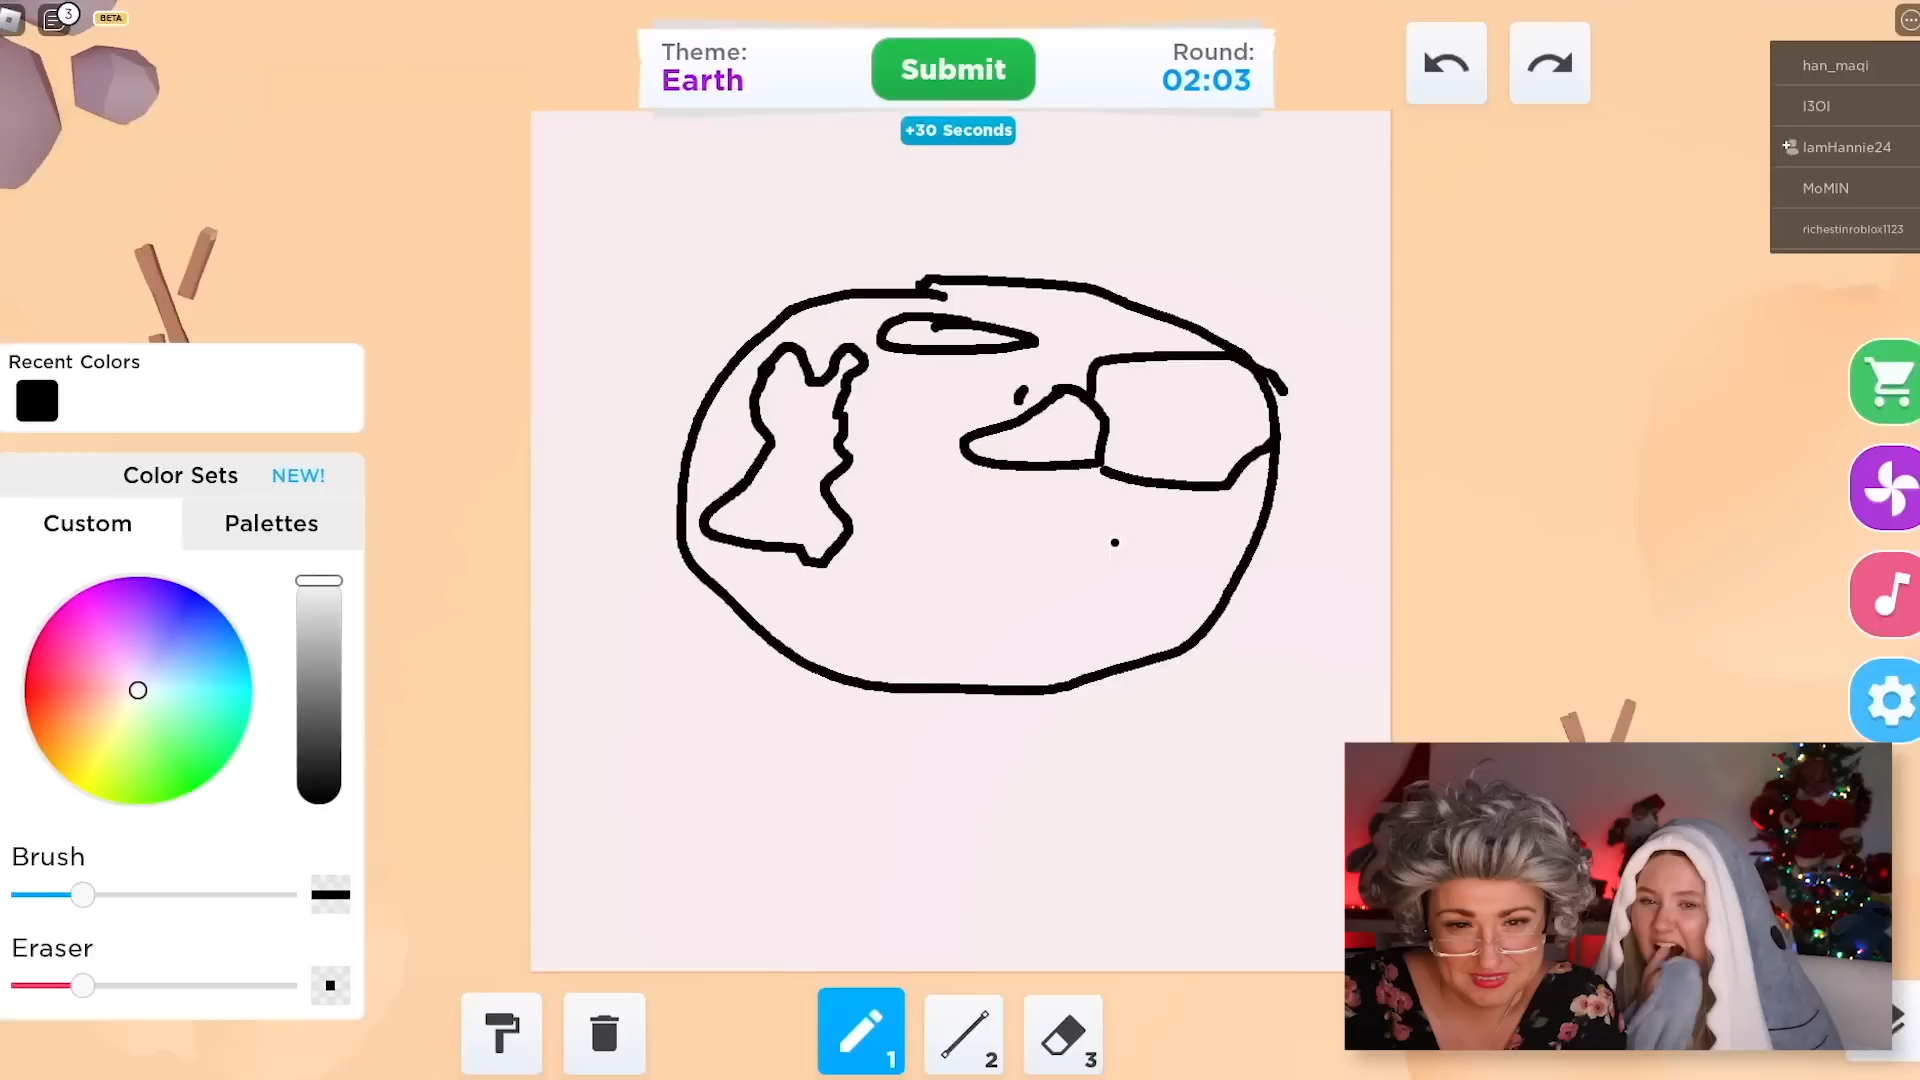 3
BETA
Theme:
Earth
Submit
Round:
02:03
+30 Seconds
han_maqi
I3OI
IamHannie24
MoMIN
richestinroblox1123
Recent Colors
Color Sets
NEW!
Custom
Palettes
Brush
Eraser
1
2
3